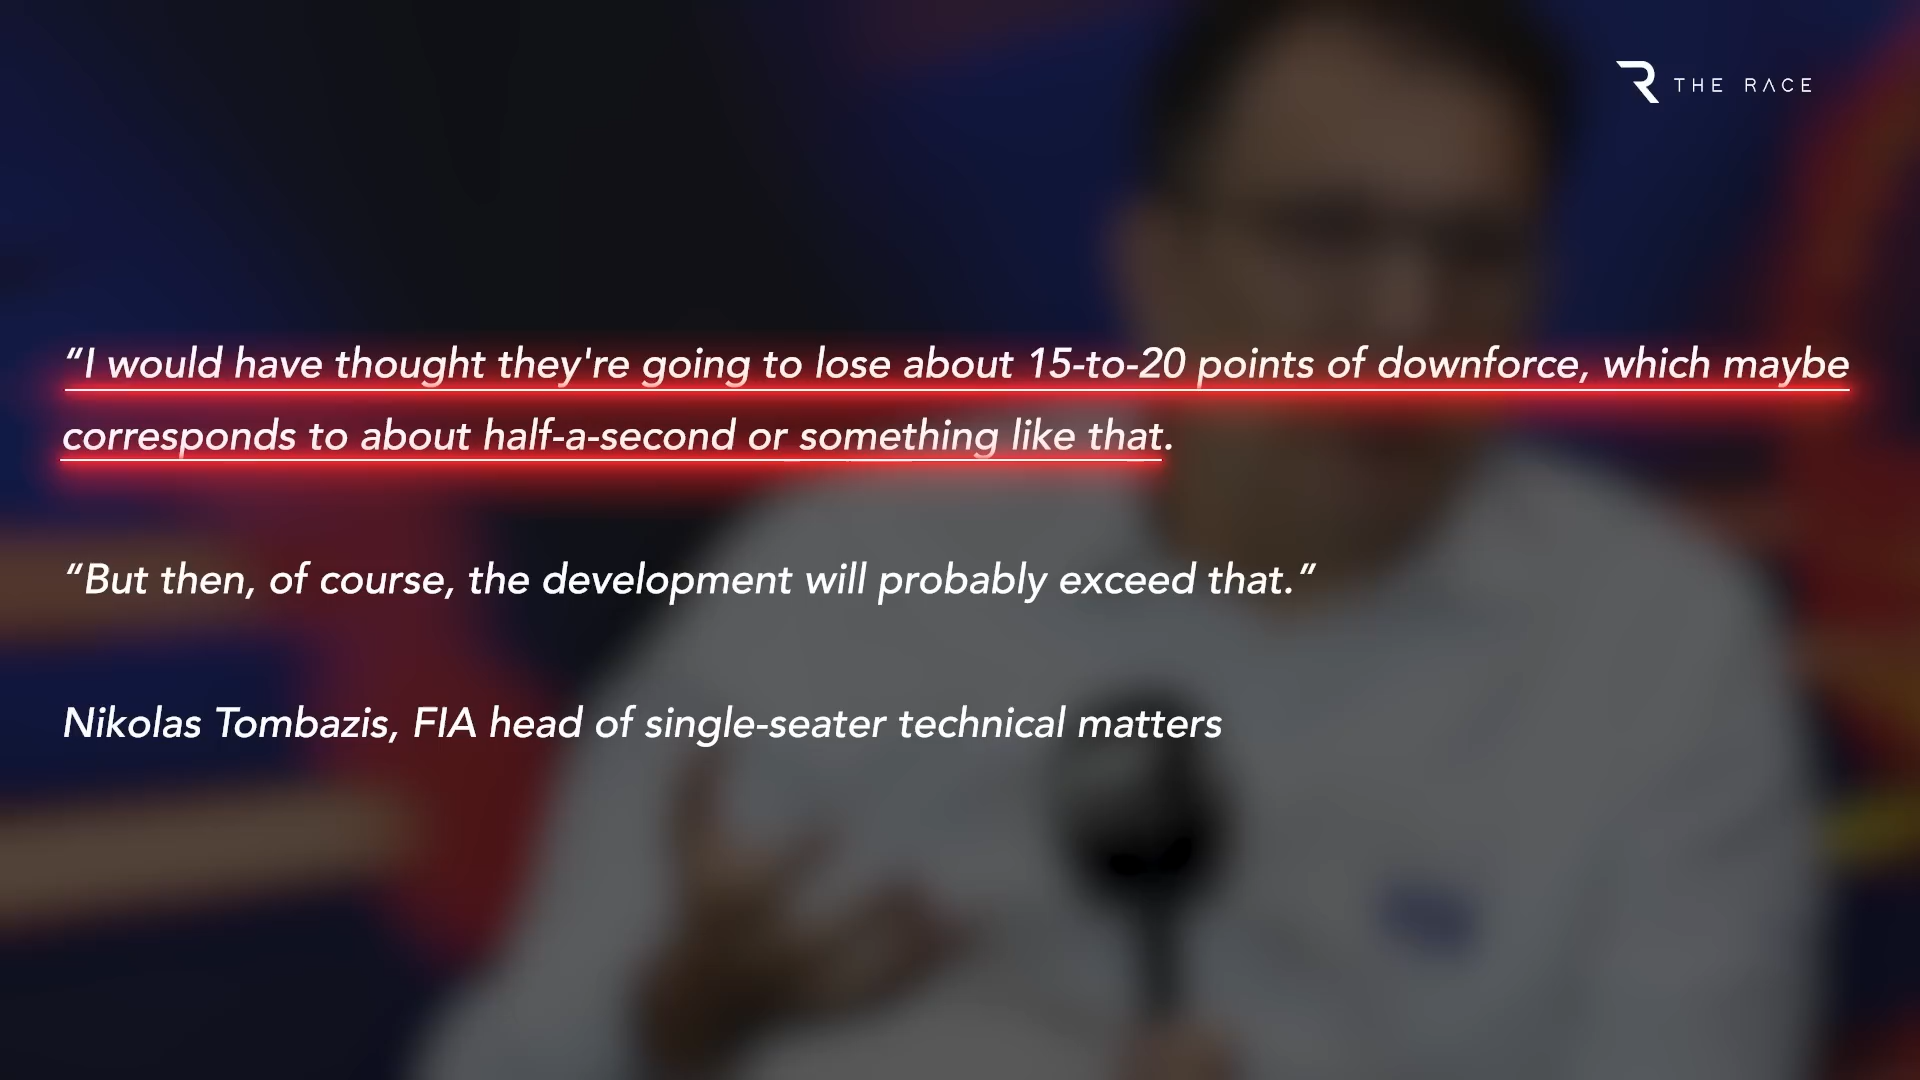 THE RACE
“I would have thought they're going to lose about 15-to-20 points of downforce, which maybe
corresponds to about half-a-second or something like that.
“But then, of course, the development will probably exceed that.”
Nikolas Tombazis, FIA head of single-seater technical matters